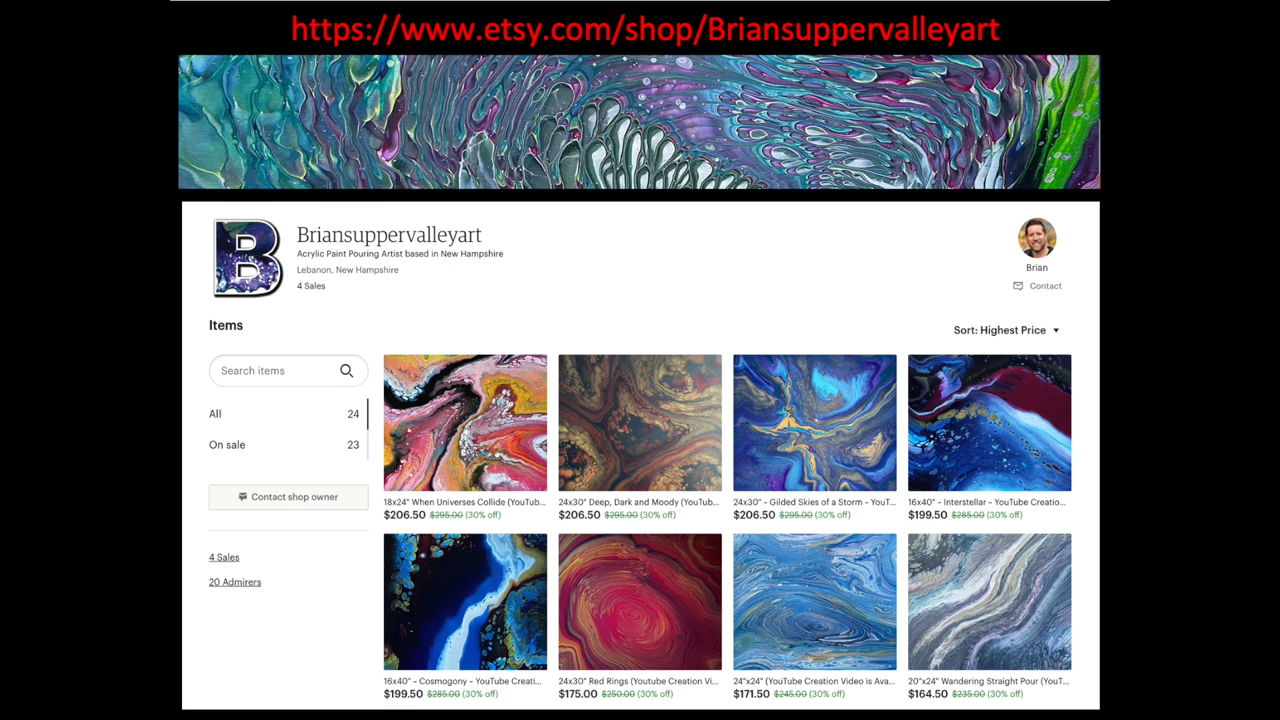 https://www.etsy.com/shop/Briansuppervalleyart
B
Briansuppervalleyart
Acrylic Paint Pouring Artist based in New Hampshire
Lebanon, New Hampshire
4 Sales
Brian
Contact
Items
Sort: Highest Price
Search items
All 24
On sale 23
Contact shop owner
4 Sales
20 Admirers
18x24" When Universes Collide (YouTub...
$206.50 $295.00 (30% off)
24x30" Deep, Dark and Moody (YouTub...
$206.50 $295.00 (30% off)
24x30" - Gilded Skies of a Storm - YouT...
$206.50 $295.00 (30% off)
16x40" - Interstellar - YouTube Creatio...
$199.50 $285.00 (30% off)
16x40" - Cosmogony - YouTube Creati...
$199.50 $285.00 (30% off)
24x30" Red Rings (Youtube Creation Vi...
$175.00 $250.00 (30% off)
24"x24" (YouTube Creation Video is Ava...
$171.50 $245.00 (30% off)
20"x24" Wandering Straight Pour (YouT...
$164.50 $235.00 (30% off)